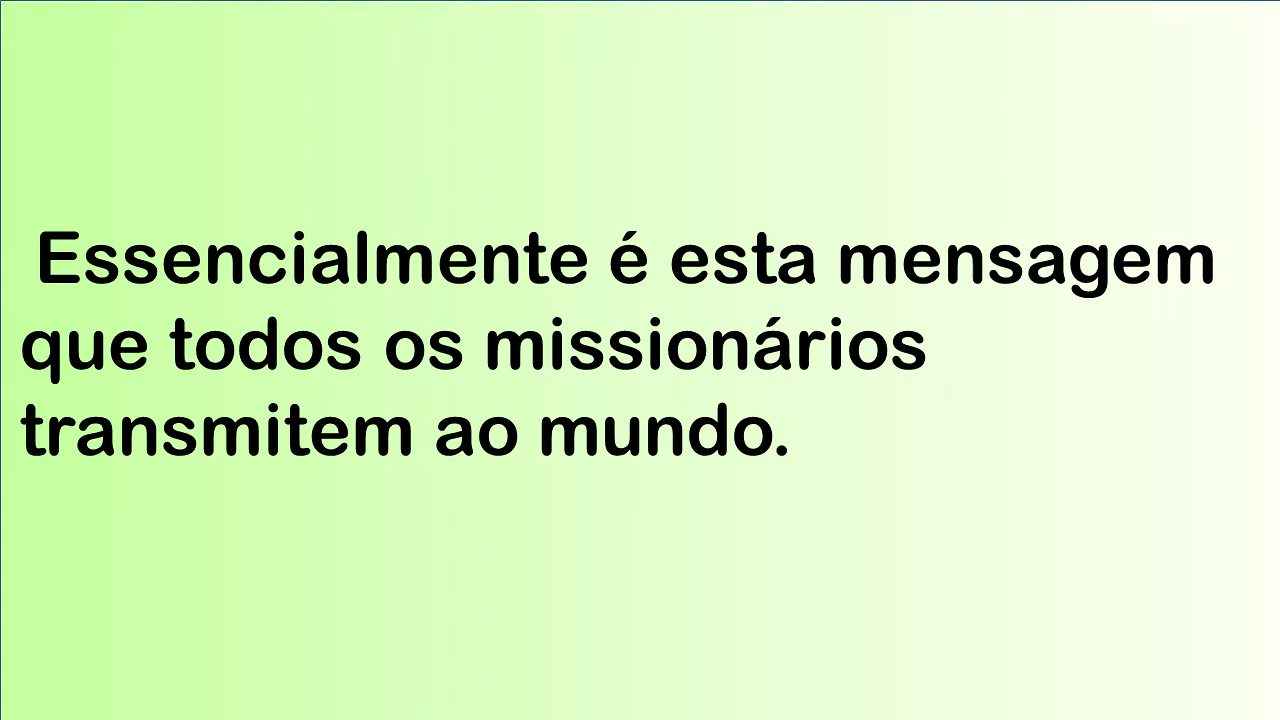 Essencialmente é esta mensagem
que todos os missionários
transmitem ao mundo.